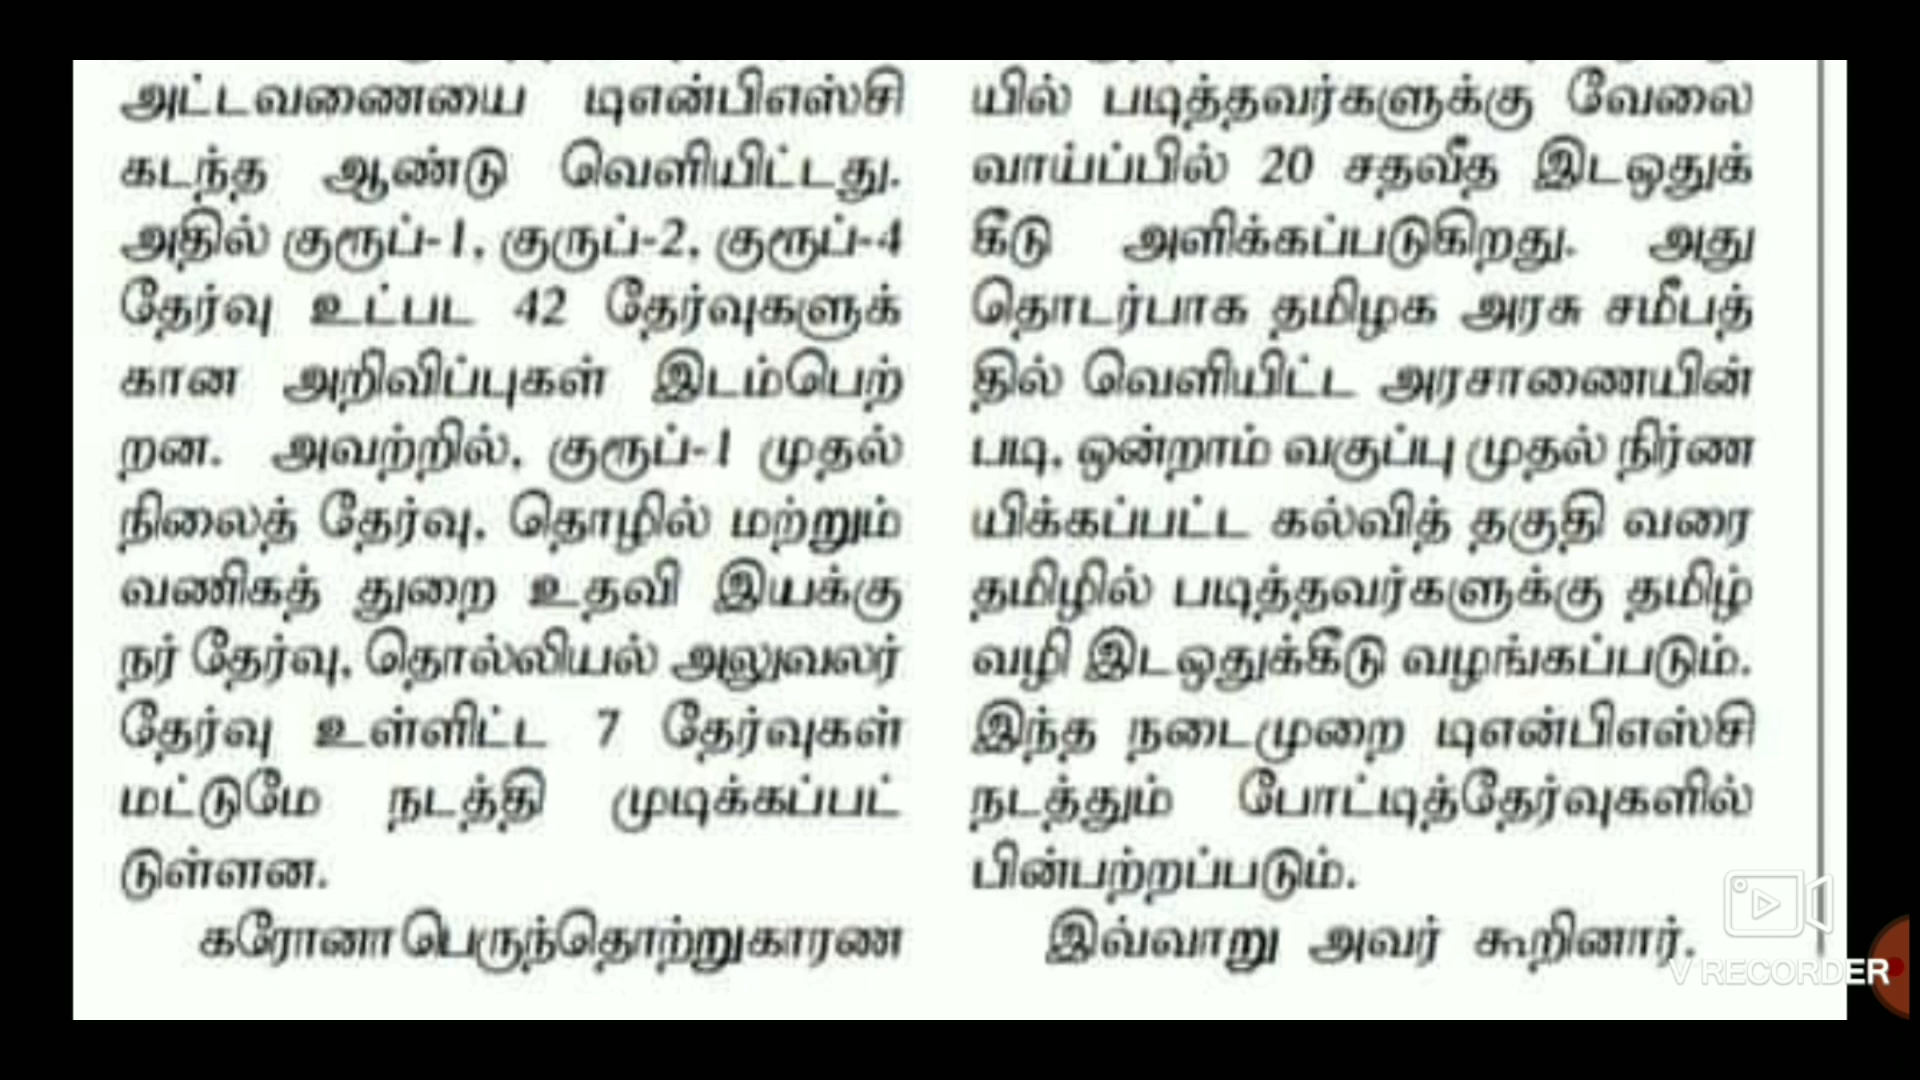 அட்டவணையை டிஎன்பிஎஸ்சி
கடந்த ஆண்டு வெளியிட்டது.
அதில் குரூப்-1, குருப்-2, குரூப்-4
தேர்வு உட்பட 42 தேர்வுகளுக்
கான அறிவிப்புகள் இடம்பெற்
றன. அவற்றில், குரூப்-1 முதல்
நிலைத் தேர்வு, தொழில் மற்றும்
வணிகத் துறை உதவி இயக்கு
நர் தேர்வு, தொல்லியல் அலுவலர்
தேர்வு உள்ளிட்ட 7 தேர்வுகள்
மட்டுமே நடத்தி முடிக்கப்பட்
டுள்ளன.
கரோனா பெருந்தொற்று காரண
யில் படித்தவர்களுக்கு வேலை
வாய்ப்பில் 20 சதவீத இடஒதுக்
கீடு அளிக்கப்படுகிறது. அது
தொடர்பாக தமிழக அரசு சமீபத்
தில் வெளியிட்ட அரசாணையின்
படி, ஒன்றாம் வகுப்பு முதல் நிர்ண
யிக்கப்பட்ட கல்வித் தகுதி வரை
தமிழில் படித்தவர்களுக்கு தமிழ்
வழி இடஒதுக்கீடு வழங்கப்படும்.
இந்த நடைமுறை டிஎன்பிஎஸ்சி
நடத்தும் போட்டித்தேர்வுகளில்
பின்பற்றப்படும்.
இவ்வாறு அவர் கூறினார்.
V RECORDER